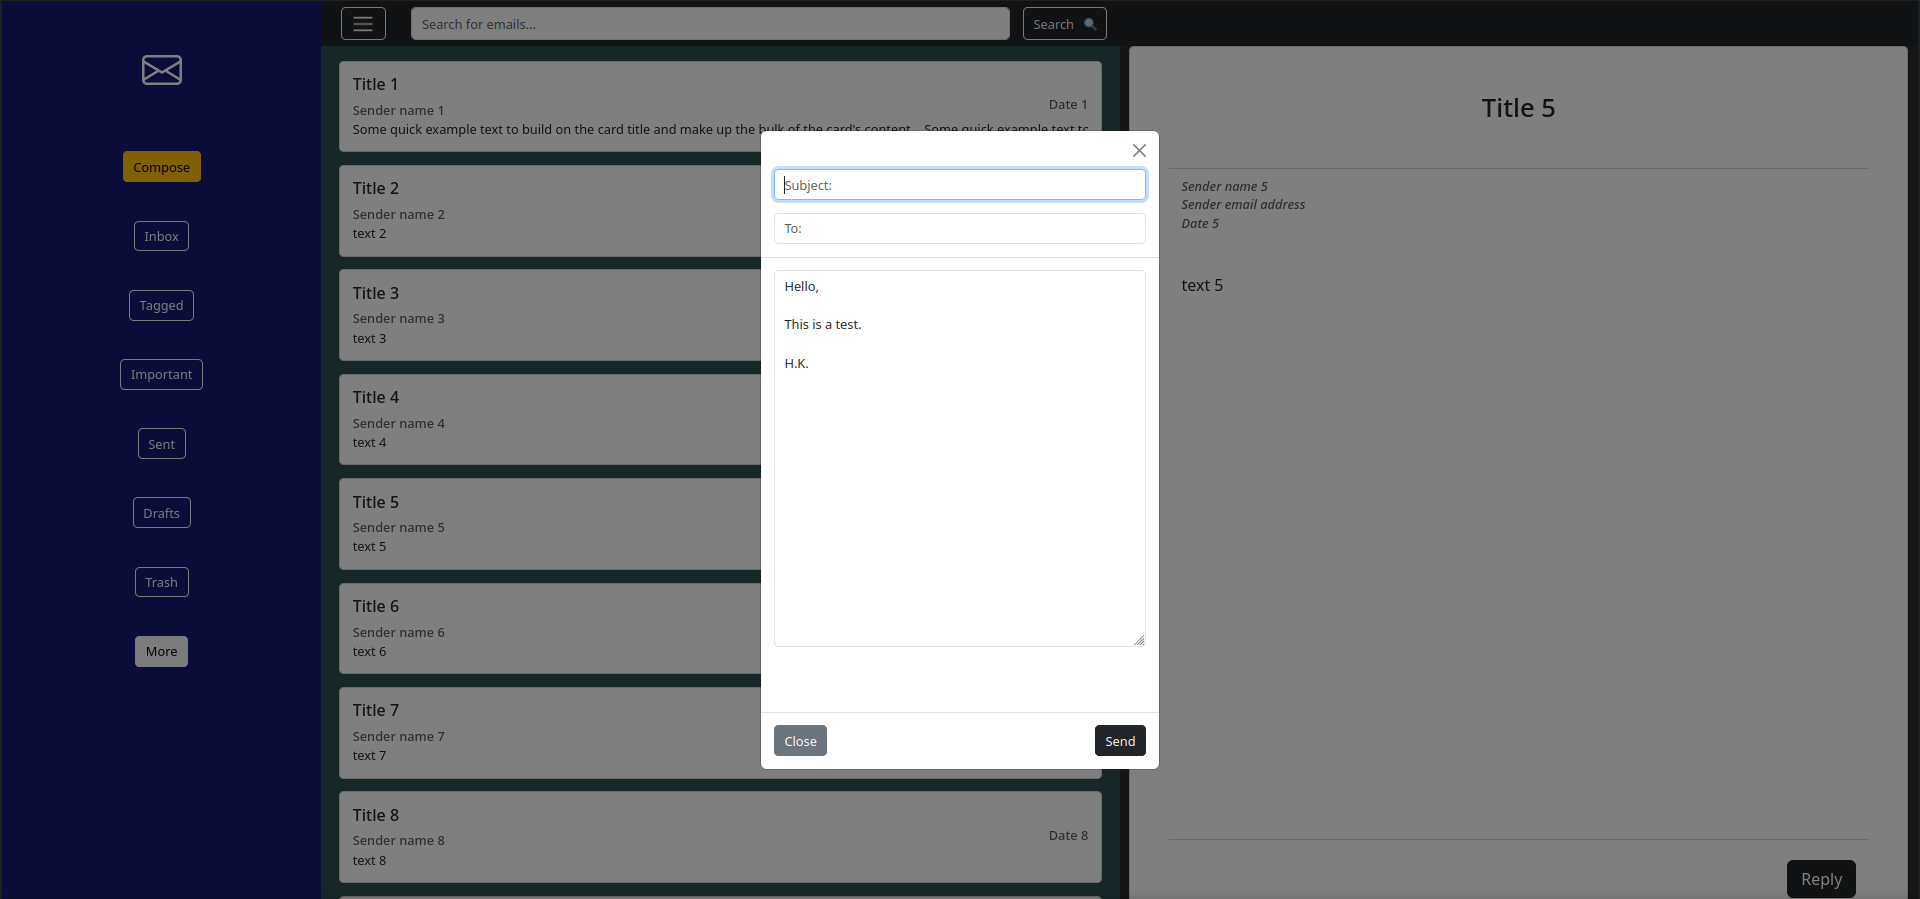 Search for emails...
Search
Compose
Inbox
Tagged
Important
Sent
Drafts
Trash
More
Title 1
Sender name 1
Date 1
Some quick example text to build on the card title and make up the bulk of the card's content. Some quick example text to
Title 2
Sender name 2
text 2
Title 3
Sender name 3
text 3
Title 4
Sender name 4
text 4
Title 5
Sender name 5
text 5
Title 6
Sender name 6
text 6
Title 7
Sender name 7
text 7
Title 8
Sender name 8
Date 8
text 8
Subject:
To:
Hello,
This is a test.
H.K.
Close
Send
Title 5
Sender name 5
Sender email address
Date 5
text 5
Reply